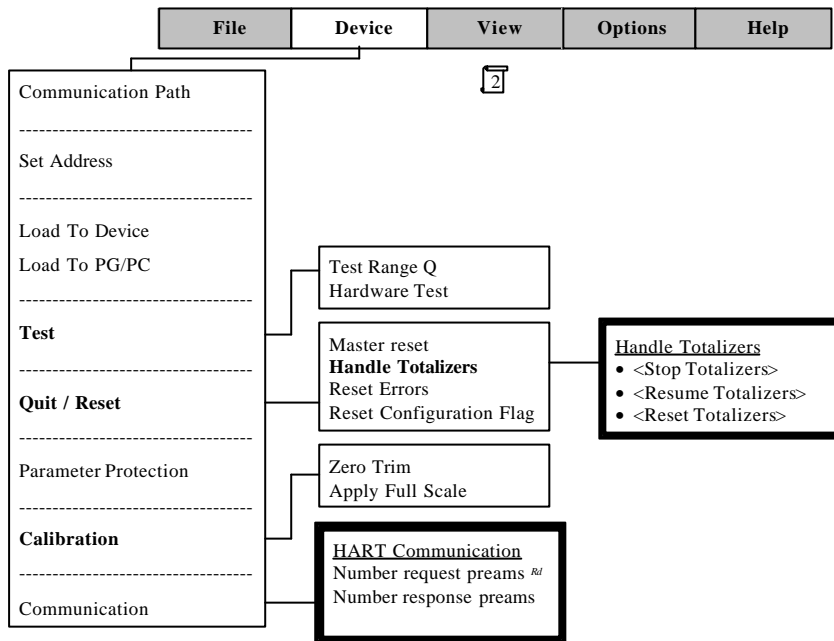 File Device View Options Help
2
Communication Path
------------------------------------
Set Address
------------------------------------
Load To Device
Load To PG/PC
------------------------------------
Test
------------------------------------
Quit / Reset
------------------------------------
Parameter Protection
------------------------------------
Calibration
------------------------------------
Communication
Test Range Q
Hardware Test
Master reset
Handle Totalizers
Reset Errors
Reset Configuration Flag
Handle Totalizers
• <Stop Totalizers>
• <Resume Totalizers>
• <Reset Totalizers>
Zero Trim
Apply Full Scale
HART Communication
Number request preams Rd
Number response preams